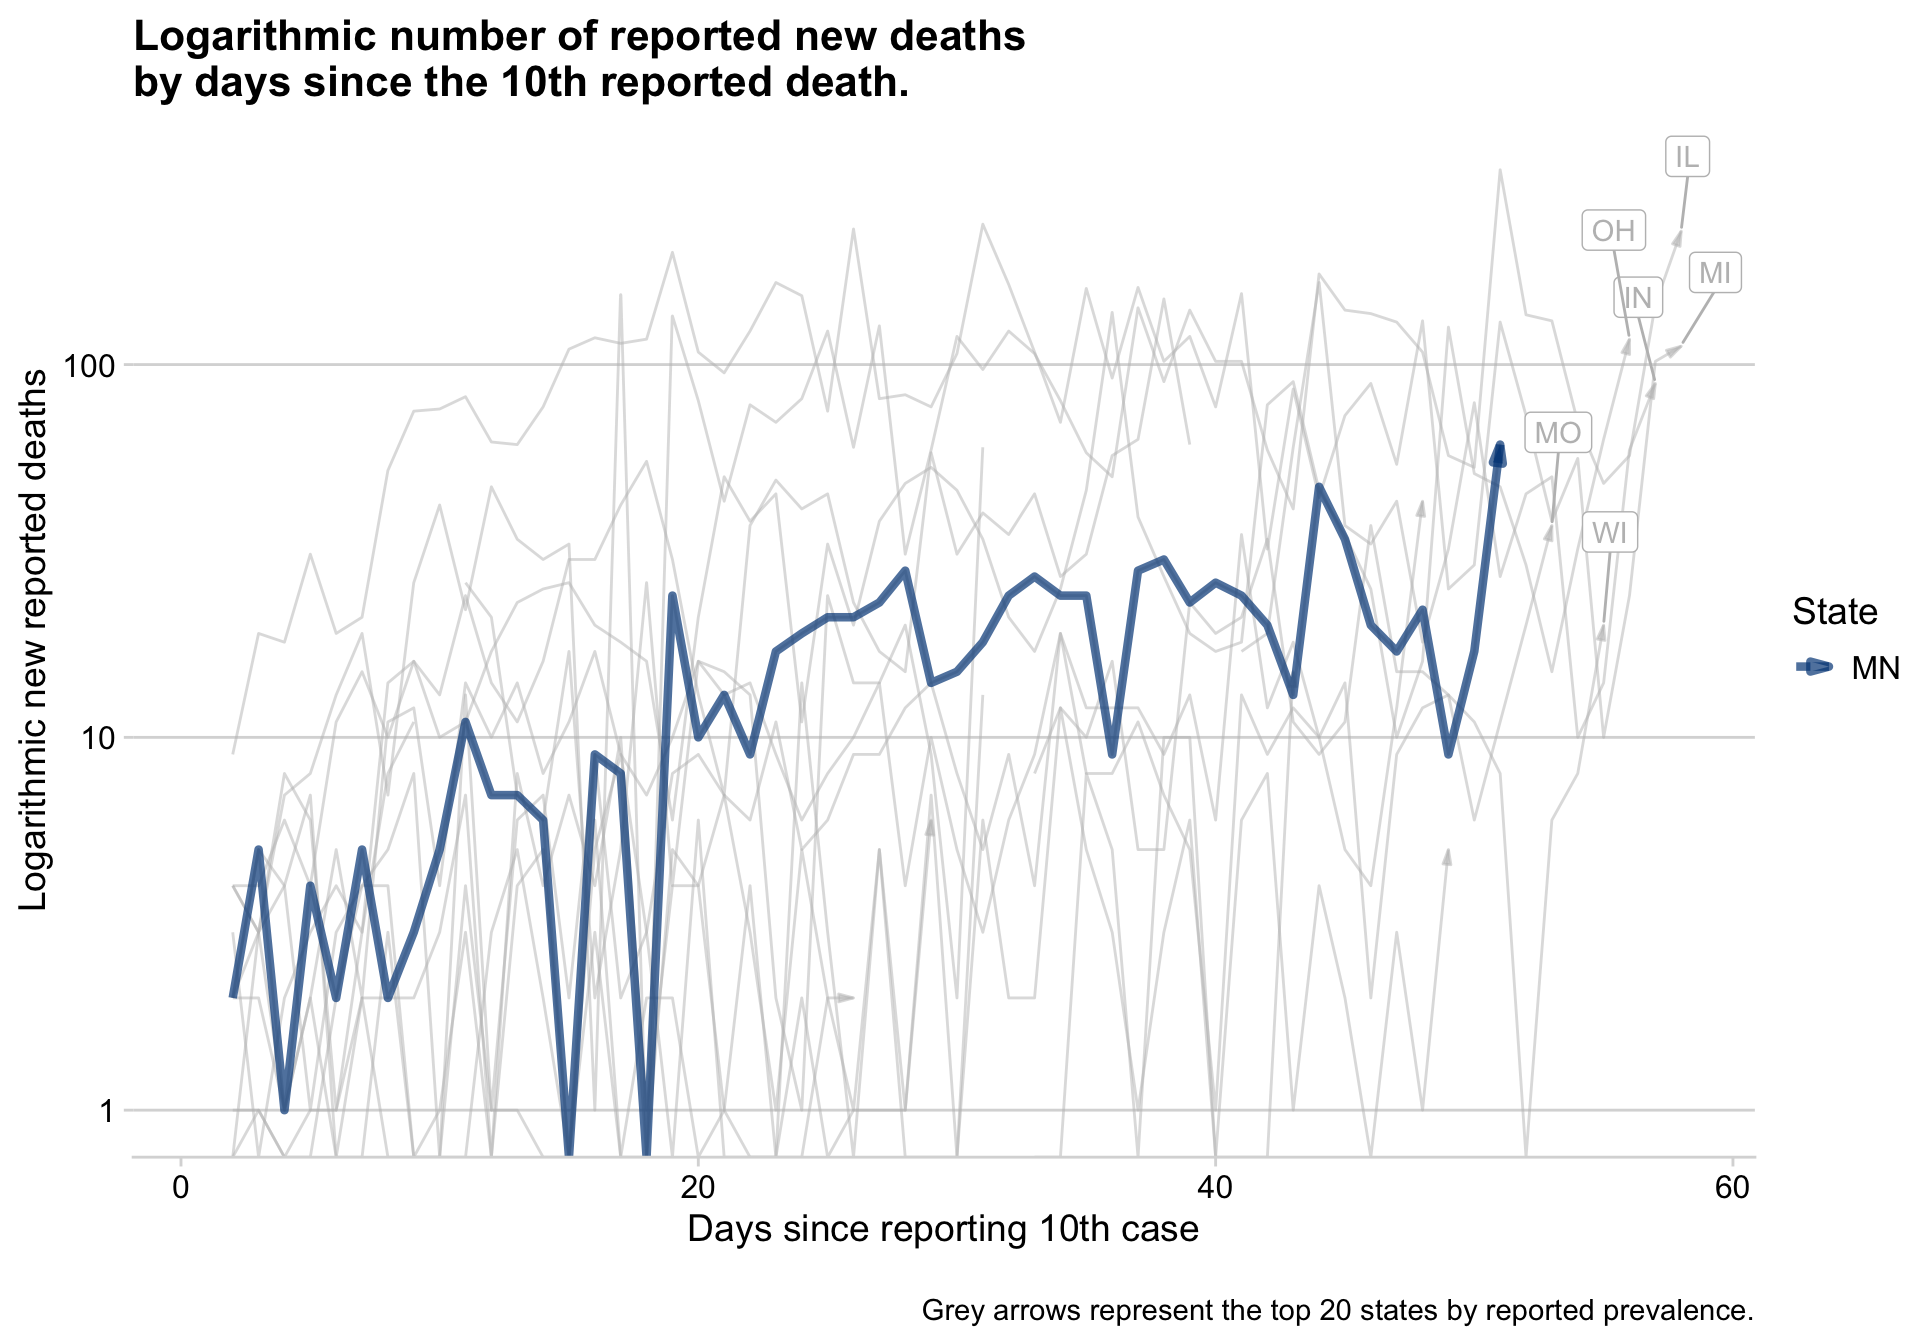 Logarithmic number of reported new deaths
by days since the 10th reported death.
IL
OH
MI
IN
100
MO
WI
Logarithmic new reported deaths
State
MN
10
1
0 20 40 60
Days since reporting 10th case
Grey arrows represent the top 20 states by reported prevalence.